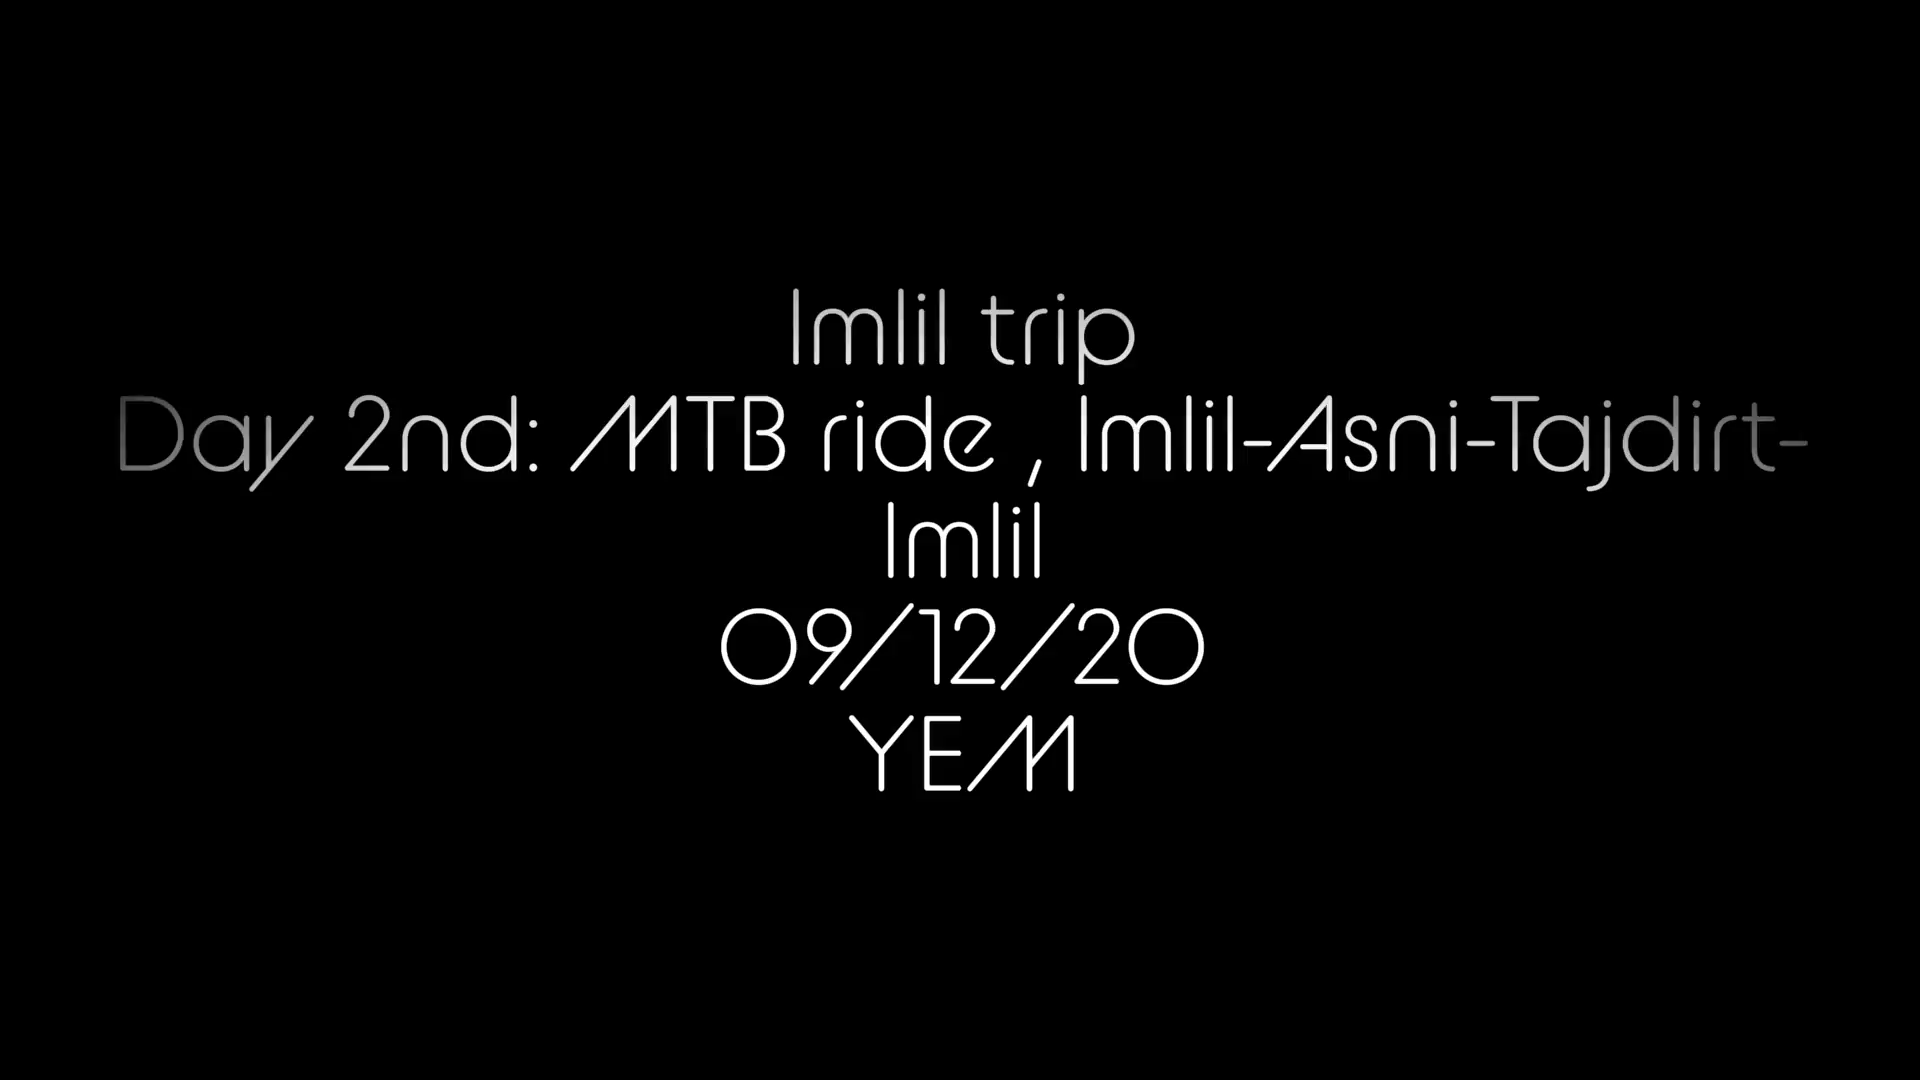 Imlil trip
Day 2nd: MTB ride , Imlil-Asni-Tajdirt-
Imlil
09/12/20
YEM